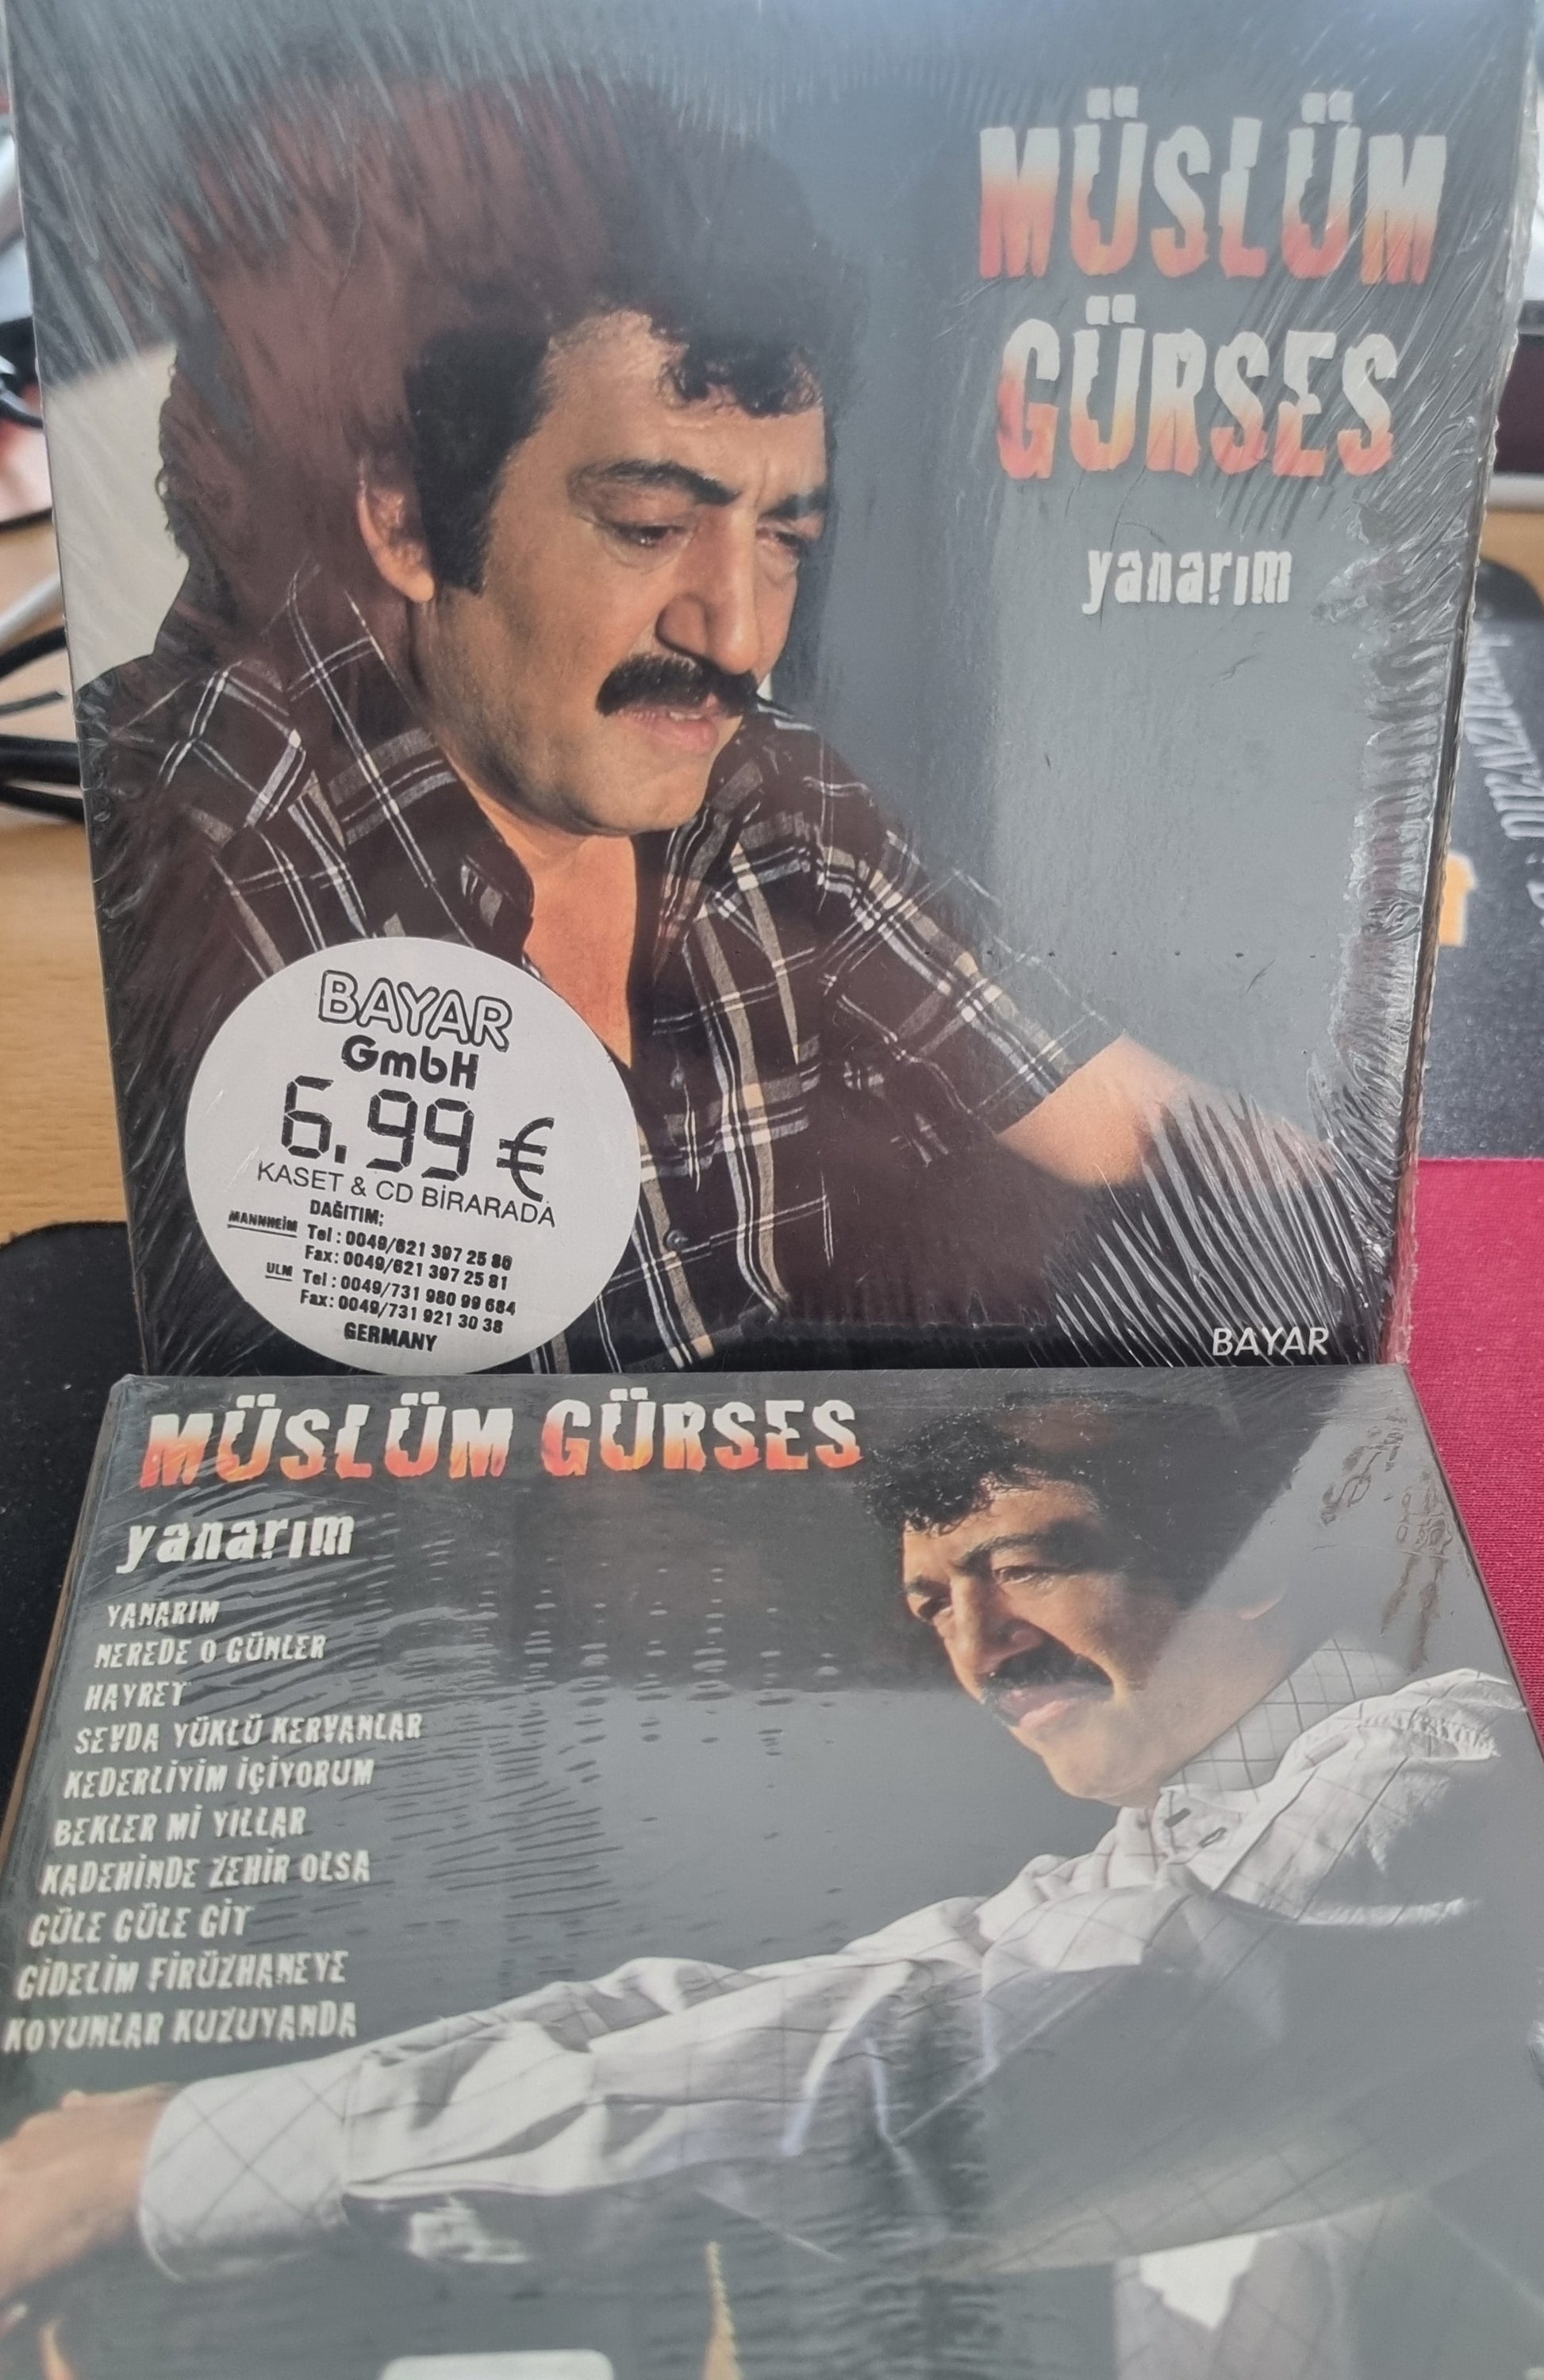 MÜSLÜM
GÜRSES
yanarım
BAYAR
GmbH
6.99 €
KASET & CD BİRARADA
DAĞITIM;
MANNHEİM Tel : 0049/621 397 25 80
Fax: 0049/621 397 25 81
ULM Tel : 0049/731 980 99 684
Fax: 0049/731 921 30 38
GERMANY
BAYAR
MÜSLÜM GÜRSES
yanarım
YANARIM
NEREDE O GÜNLER
HAYRET
SEVDA YÜKLÜ KERVANLAR
KEDERLİYİM İÇİYORUM
BEKLER Mİ YILLAR
KADEHİNDE ZEHİR OLSA
GÜLE GÜLE GİT
GİDELİM FİRÜZHANEYE
KOYUNLAR KUZUYANDA